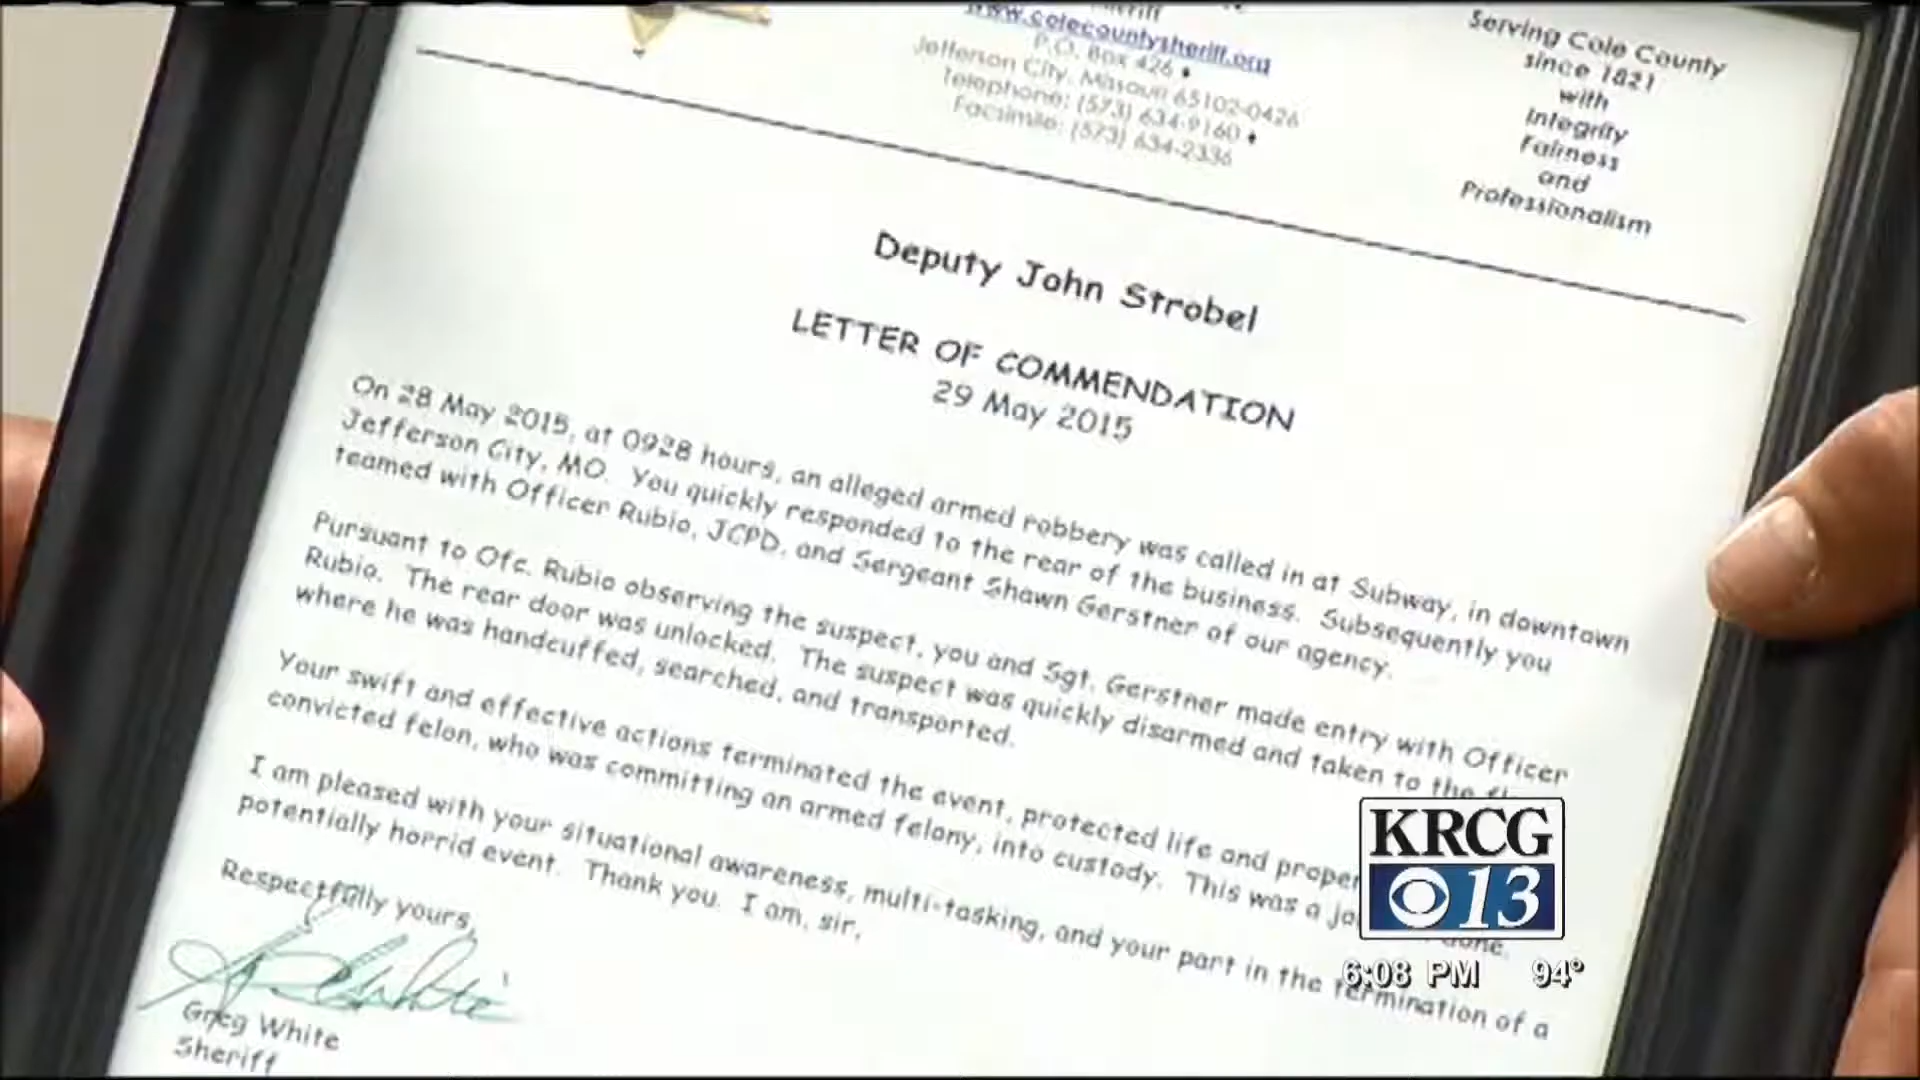 Sheriff
www.colecountysheriff.org
P.O. Box 426 ♦
Jefferson City, Missouri 65102-0426
Telephone: (573) 634-9160 ♦
Facsimile: (573) 634-2336
Serving Cole County
since 1821
with
Integrity
Fairness
and
Professionalism
Deputy John Strobel
LETTER OF COMMENDATION
29 May 2015
On 28 May 2015, at 0928 hours, an alleged armed robbery was called in at Subway, in downtown
Jefferson City, MO. You quickly responded to the rear of the business. Subsequently you
teamed with Officer Rubio, JCPD, and Sergeant Shawn Gerstner of our agency.
Pursuant to Ofc. Rubio observing the suspect, you and Sgt. Gerstner made entry with Officer
Rubio. The rear door was unlocked. The suspect was quickly disarmed and taken to the
where he was handcuffed, searched, and transported.
Your swift and effective actions terminated the event, protected life and
convicted felon, who was committing an armed felony, into custody. This was a done.
I am pleased with your situational awareness, multi-tasking, and your part in the termination of a
potentially horrid event. Thank you. I am, sir,
Respectfully yours,
Greg White
Sheriff
KRCG
13
6:08 PM 94°